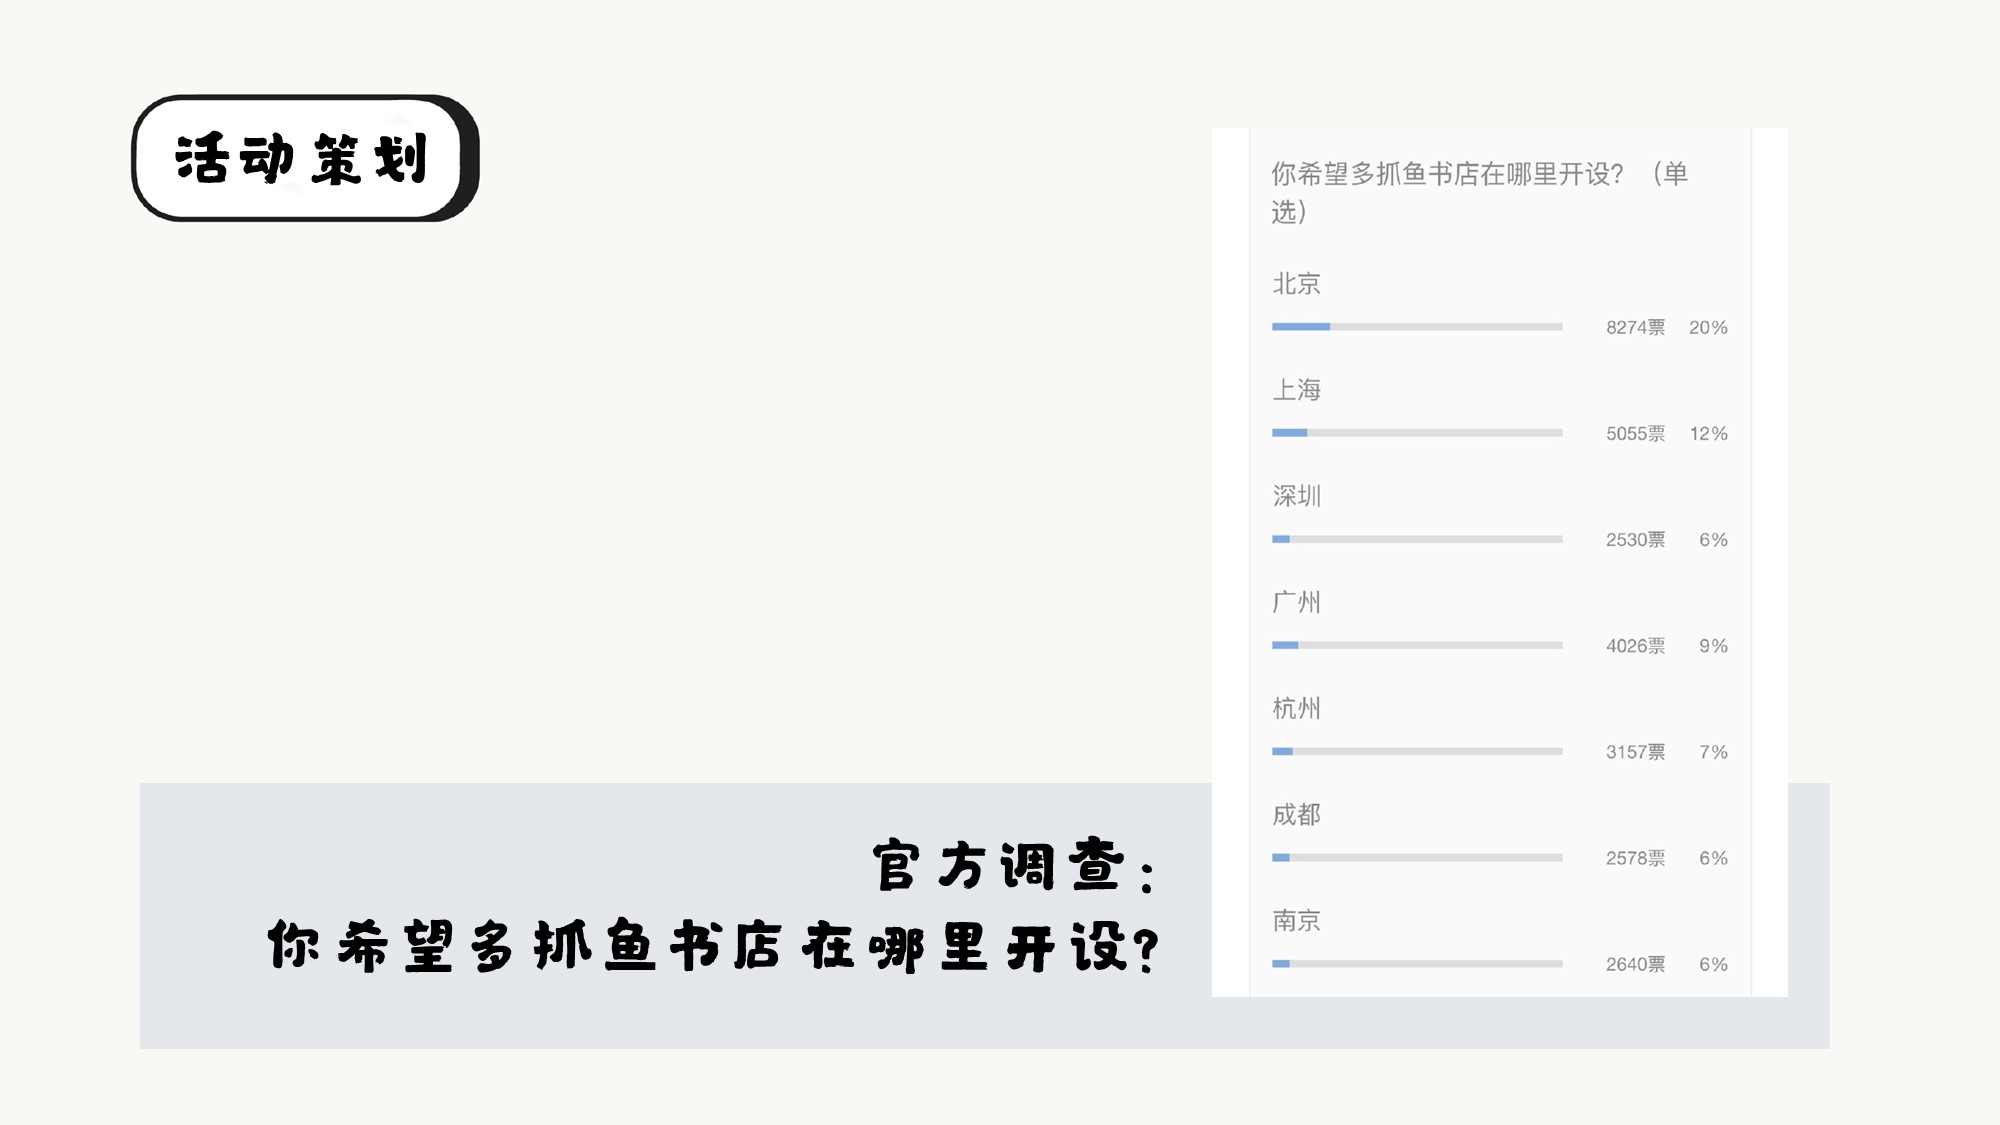 活动策划
你希望多抓鱼书店在哪里开设？（单
选）
北京
8274票 20%
上海
5055票 12%
深圳
2530票 6%
广州
4026票 9%
杭州
3157票 7%
成都
2578票 6%
南京
2640票 6%
官方调查：
你希望多抓鱼书店在哪里开设？